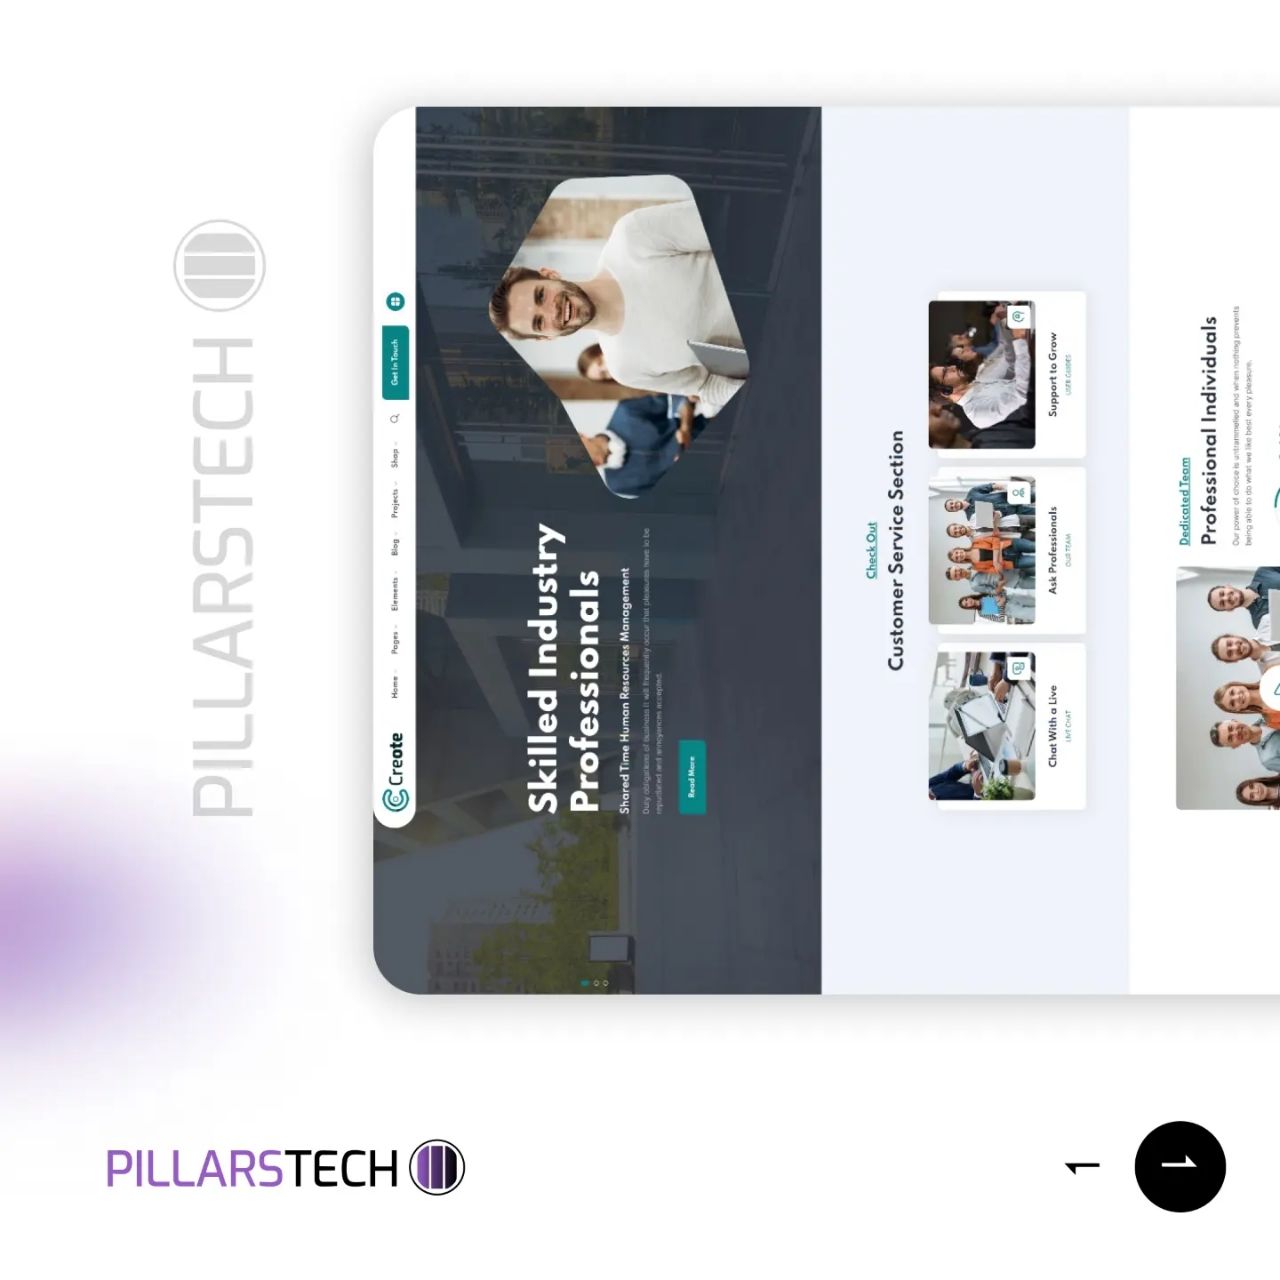 PILLARSTECH
PILLARSTECH
Creote
Home Pages Elements Blog Projects Shop Get In Touch
Skilled Industry
Professionals
Shared Time Human Resources Management
Duty obligations of business it will frequently occur that pleasures have to be
repudiated and annoyances accepted.
Read More
Check Out
Customer Service Section
Chat With a Live
LIVE CHAT
Ask Professionals
OUR TEAM
Support to Grow
USER GUIDES
Dedicated Team
Professional Individuals
Our power of choice is untrammelled and when nothing prevents
being able to do what we like best every pleasure.
1